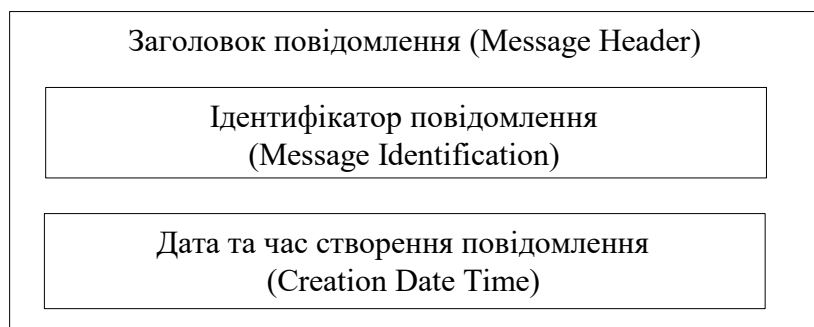 Заголовок повідомлення (Message Header)
Ідентифікатор повідомлення
(Message Identification)
Дата та час створення повідомлення
(Creation Date Time)